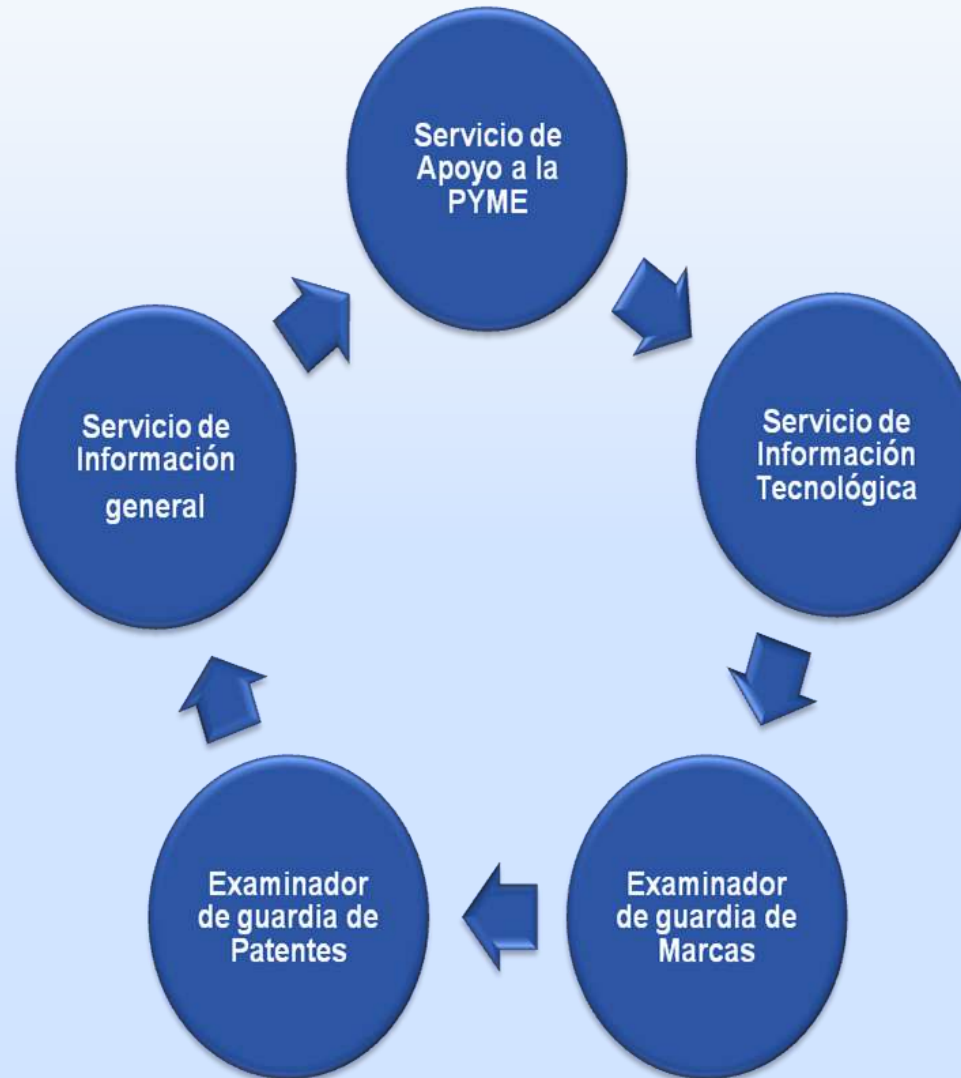 Servicio de
Apoyo a la
PYME
Servicio de
Información
Tecnológica
Examinador
de guardia de
Marcas
Examinador
de guardia de
Patentes
Servicio de
Información
general